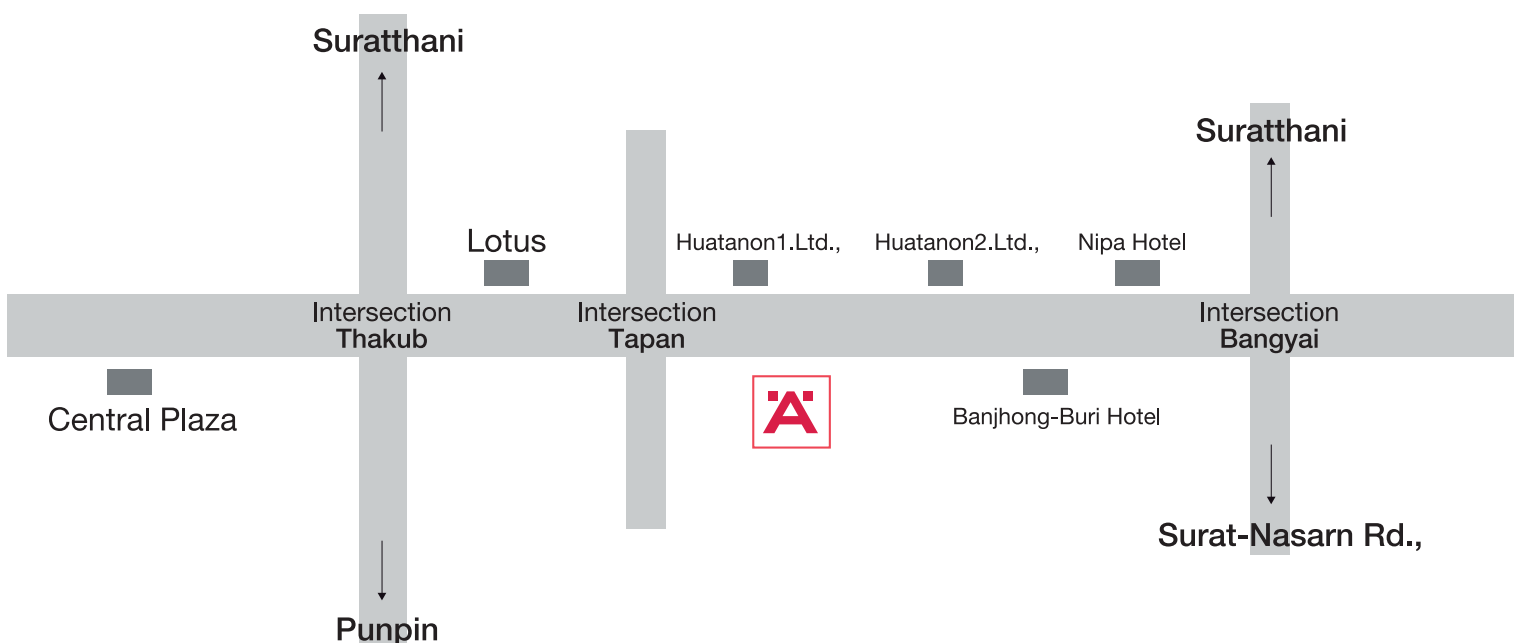 Suratthani
Suratthani
Lotus
Huatanon1.Ltd.,
Huatanon2.Ltd.,
Nipa Hotel
Intersection
Thakub
Intersection
Tapan
Intersection
Bangyai
Ä
Central Plaza
Banjhong-Buri Hotel
Surat-Nasarn Rd.,
Punpin